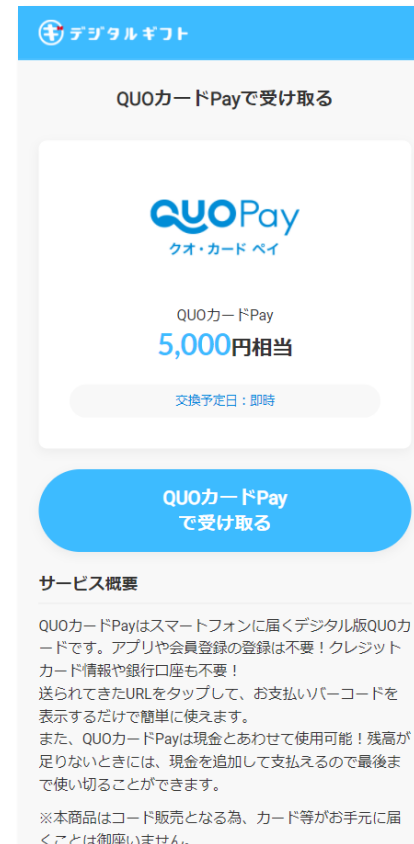 デジタルギフト
QUOカードPayで受け取る
QUOPay
クオ・カード ペイ
QUOカードPay
5,000円相当
交換予定日：即時
QUOカードPay
で受け取る
サービス概要
QUOカードPayはスマートフォンに届くデジタル版QUOカ
ードです。アプリや会員登録の登録は不要！クレジット
カード情報や銀行口座も不要！
送られてきたURLをタップして、お支払いバーコードを
表示するだけで簡単に使えます。
また、QUOカードPayは現金とあわせて使用可能！残高が
足りないときには、現金を追加して支払えるので最後ま
で使い切ることができます。
※本商品はコード販売となる為、カード等がお手元に届
くことは御座いません。